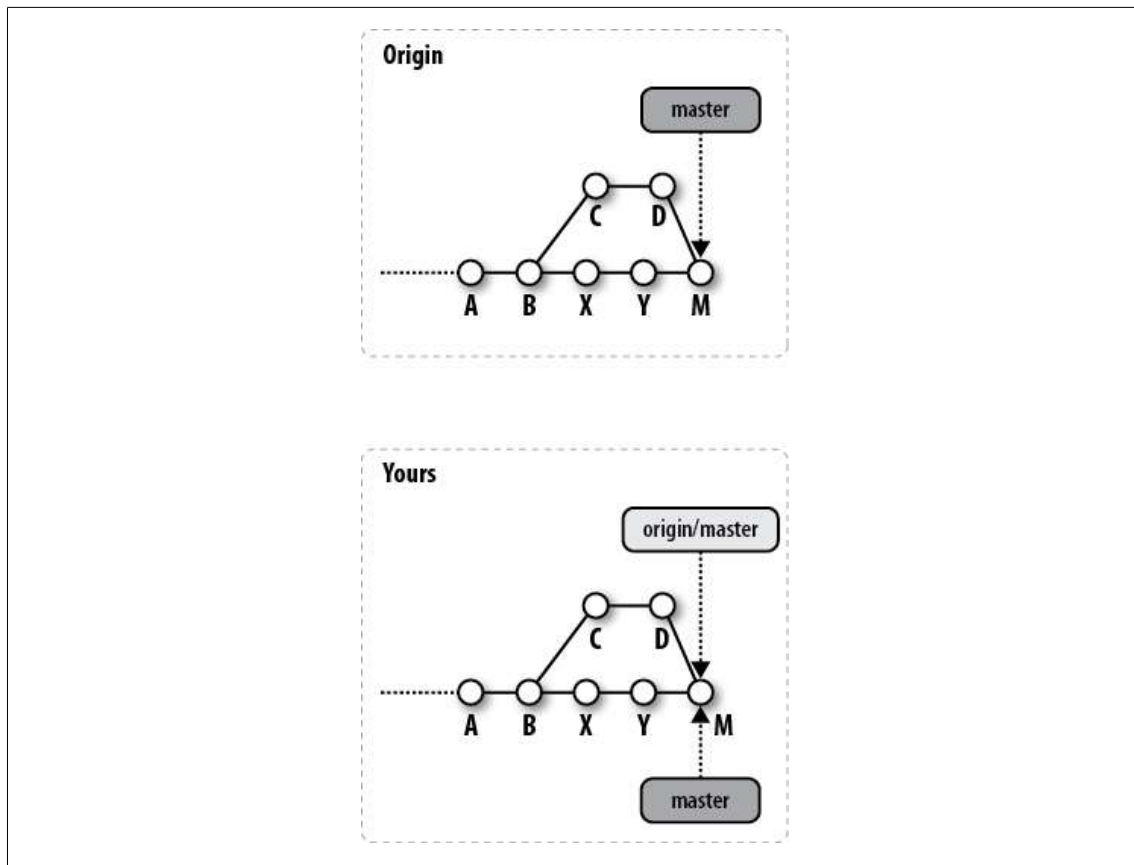 Origin
master
C D
A B X Y M
Yours
origin/master
C D
A B X Y M
master